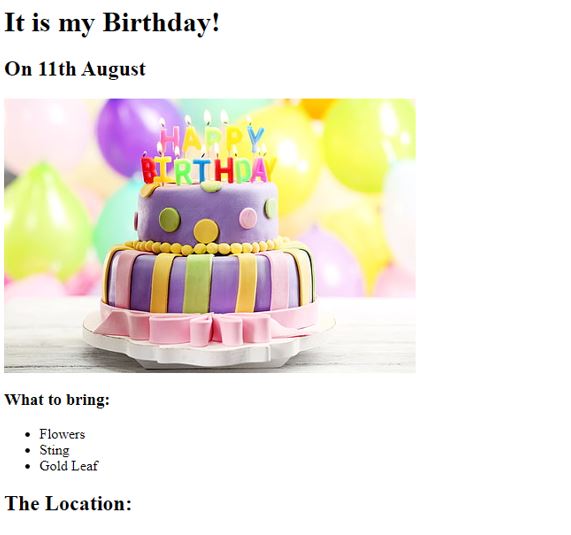 It is my Birthday!
On 11th August
HAPPY
BIRTHDAY
What to bring:
Flowers
Sting
Gold Leaf
The Location: